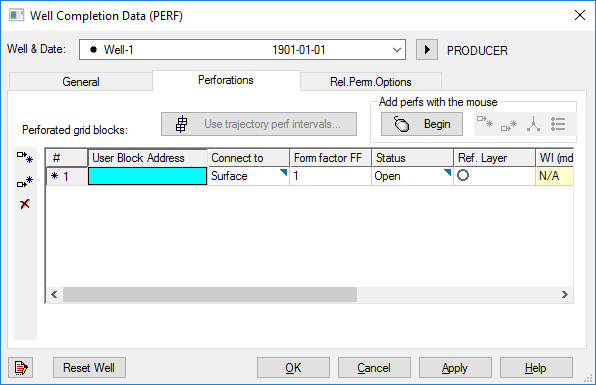 Well Completion Data (PERF)
Well & Date: Well-1 1901-01-01 PRODUCER
General Perforations Rel.Perm.Options
Add perfs with the mouse
Perforated grid blocks: Use trajectory perf intervals... Begin
# User Block Address Connect to Form factor FF Status Ref. Layer WI (md
1 Surface 1 Open N/A
Reset Well OK Cancel Apply Help